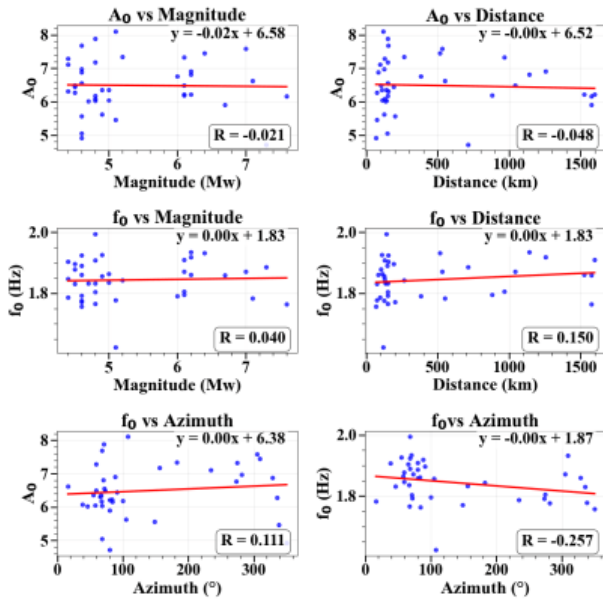 A₀ vs Magnitude
y = -0.02x + 6.58
8
7
6
5
A₀
R = -0.021
5
6
7
Magnitude (Mw)
A₀ vs Distance
y = -0.00x + 6.52
8
7
6
5
A₀
R = -0.048
0
500
1000
1500
Distance (km)
f₀ vs Magnitude
y = 0.00x + 1.83
2.0
1.8
f₀ (Hz)
R = 0.040
5
6
7
Magnitude (Mw)
f₀ vs Distance
y = 0.00x + 1.83
2.0
1.8
f₀ (Hz)
R = 0.150
0
500
1000
1500
Distance (km)
f₀ vs Azimuth
y = 0.00x + 6.38
8
7
6
5
A₀
R = 0.111
0
100
200
300
Azimuth (°)
f₀vs Azimuth
y = -0.00x + 1.87
2.0
1.8
f₀ (Hz)
R = -0.257
0
100
200
300
Azimuth (°)